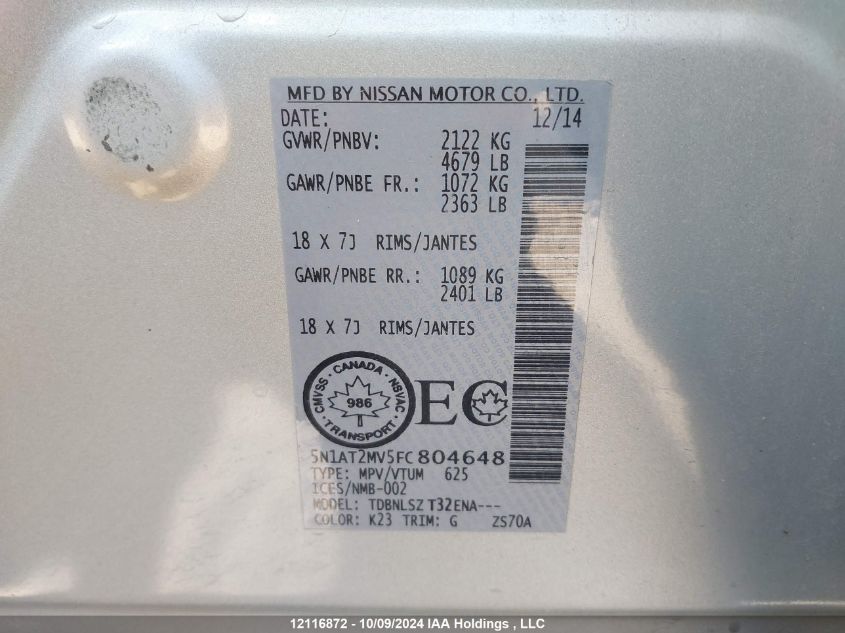 MFD BY NISSAN MOTOR CO., LTD.
DATE: 12/14
GVWR/PNBV: 2122 KG
4679 LB
GAWR/PNBE FR.: 1072 KG
2363 LB
18 X 7J RIMS/JANTES
GAWR/PNBE RR.: 1089 KG
2401 LB
18 X 7J RIMS/JANTES
CMVSS · CANADA · NSVAC · TRANSPORT ·
986
EC
5N1AT2MV5FC804648
TYPE: MPV/VTUM 625
ICES/NMB-002
MODEL: TDBNLSZ T32ENA---
COLOR: K23 TRIM: G ZS70A
12116872 - 10/09/2024 IAA Holdings , LLC